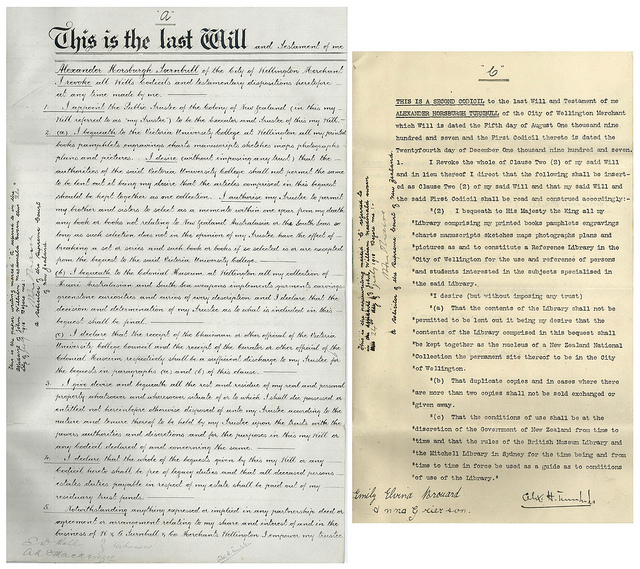 "A"
This is the last Will and Testament of me
Alexander Horsburgh Turnbull of the City of Wellington Merchant
I revoke all Wills Codicils and testamentary dispositions heretofore
at any time made by me.
1. I appoint the Public Trustee of the Colony of New Zealand (in this my
Will referred to as "my Trustee") to be the Executor and Trustee of this my Will.
2. (a) I bequeath to the Victoria University College at Wellington all my printed
books pamphlets engravings charts manuscripts sketches maps photographs
plans and pictures. I desire (without imposing any trust) that the
authorities of the said Victoria University College shall not permit the same
to be lent out it being my desire that the articles comprised in this bequest
should be kept together as one collection. I authorise my Trustee to permit
my brother and sisters to select as a memento within one year from my death
any book or books not relating to New Zealand Australasian or the South Seas so
long as such selection does not in the opinion of my Trustee have the effect of
breaking a set or series and such book or books if so selected is or are excepted
from the bequest to the said Victoria University College.
(b) I bequeath to the Colonial Museum at Wellington all my collection of
Maori Australasian and South Sea weapons implements garments carvings
greenstone curiosities and curios of every description and I declare that the
decision and determination of my Trustee as to what is included in this
bequest shall be final.
(c) I declare that the receipt of the Chairman or other official of the Victoria
University College Council and the receipt of the Curator or other official of the
Colonial Museum respectively shall be a sufficient discharge to my Trustee for
the bequests in paragraphs (a) and (b) of this clause.
3. I give devise and bequeath all the rest and residue of my real and personal
property whatsoever and wheresoever situate of or to which I shall die possessed or
entitled not hereinbefore otherwise disposed of unto my Trustee according to the
nature and tenure thereof to be held by my Trustee upon the trusts with the
powers authorities and discretions and for the purposes in this my Will or
any Codicil declared of and concerning the same.
4. I declare that the whole of the bequests given by this my Will or any
Codicil hereto shall be free of legacy duties and that all deceased persons
estates duties payable in respect of my estate shall be paid out of my
residuary trust funds.
Notwithstanding anything expressed or implied in any partnership deed or
agreement or arrangement relating to my share and interest of and in the
business of W & G Turnbull & Co Merchants Wellington I empower my trustee
"C"
THIS IS A SECOND CODICIL to the last Will and Testament of me
ALEXANDER HORSBURGH TURNBULL of the City of Wellington Merchant
which Will is dated the Fifth day of August One thousand nine
hundred and seven and the First Codicil thereto is dated the
Twentyfourth day of December One thousand nine hundred and seven.
1. I Revoke the whole of Clause Two (2) of my said Will
and in lieu thereof I direct that the following shall be insert-
ed as Clause Two (2) of my said Will and that my said Will and
the said First Codicil shall be read and construed accordingly:-
"(2) I bequeath to His Majesty the King all my
Library comprising my printed books pamphlets engravings
charts manuscripts sketches maps photographs plans and
pictures as and to constitute a Reference Library in the
City of Wellington for the use and reference of persons
and students interested in the subjects specialised in
the said Library.
"I desire (but without imposing any trust)
"(a) That the contents of the Library shall not be
permitted to be lent out it being my desire that the
contents of the Library comprised in this bequest shall
be kept together as the nucleus of a New Zealand National
Collection the permanent site thereof to be in the City
of Wellington.
"(b) That duplicate copies and in cases where there
are more than two copies shall not be sold exchanged or
given away.
"(c) That the conditions of use shall be at the
discretion of the Government of New Zealand from time to
time and that the rules of the British Museum Library and
the Mitchell Library in Sydney for the time being and from
time to time in force be used as a guide as to conditions
of use of the Library."
Emily Elvina Brouard
Anna Grierson.
Alex H. Turnbull